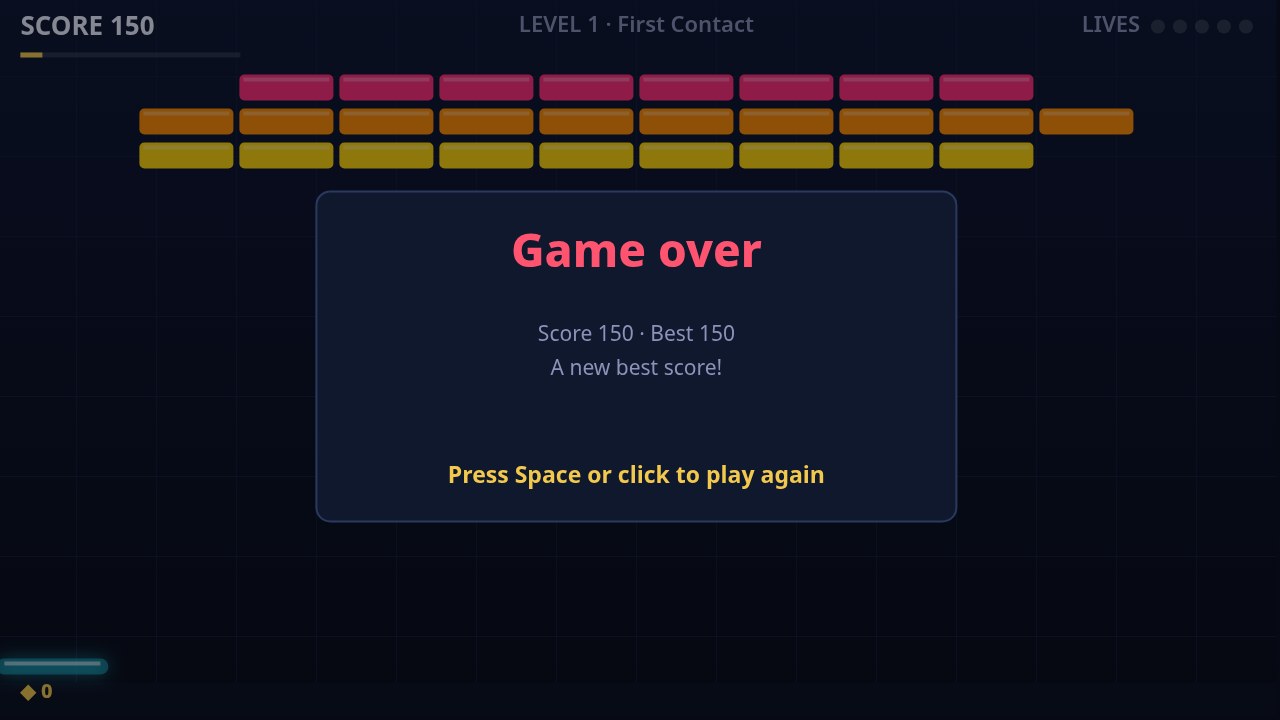 SCORE 150
LEVEL 1 · First Contact
LIVES
Game over
Score 150 · Best 150
A new best score!
Press Space or click to play again
◆ 0